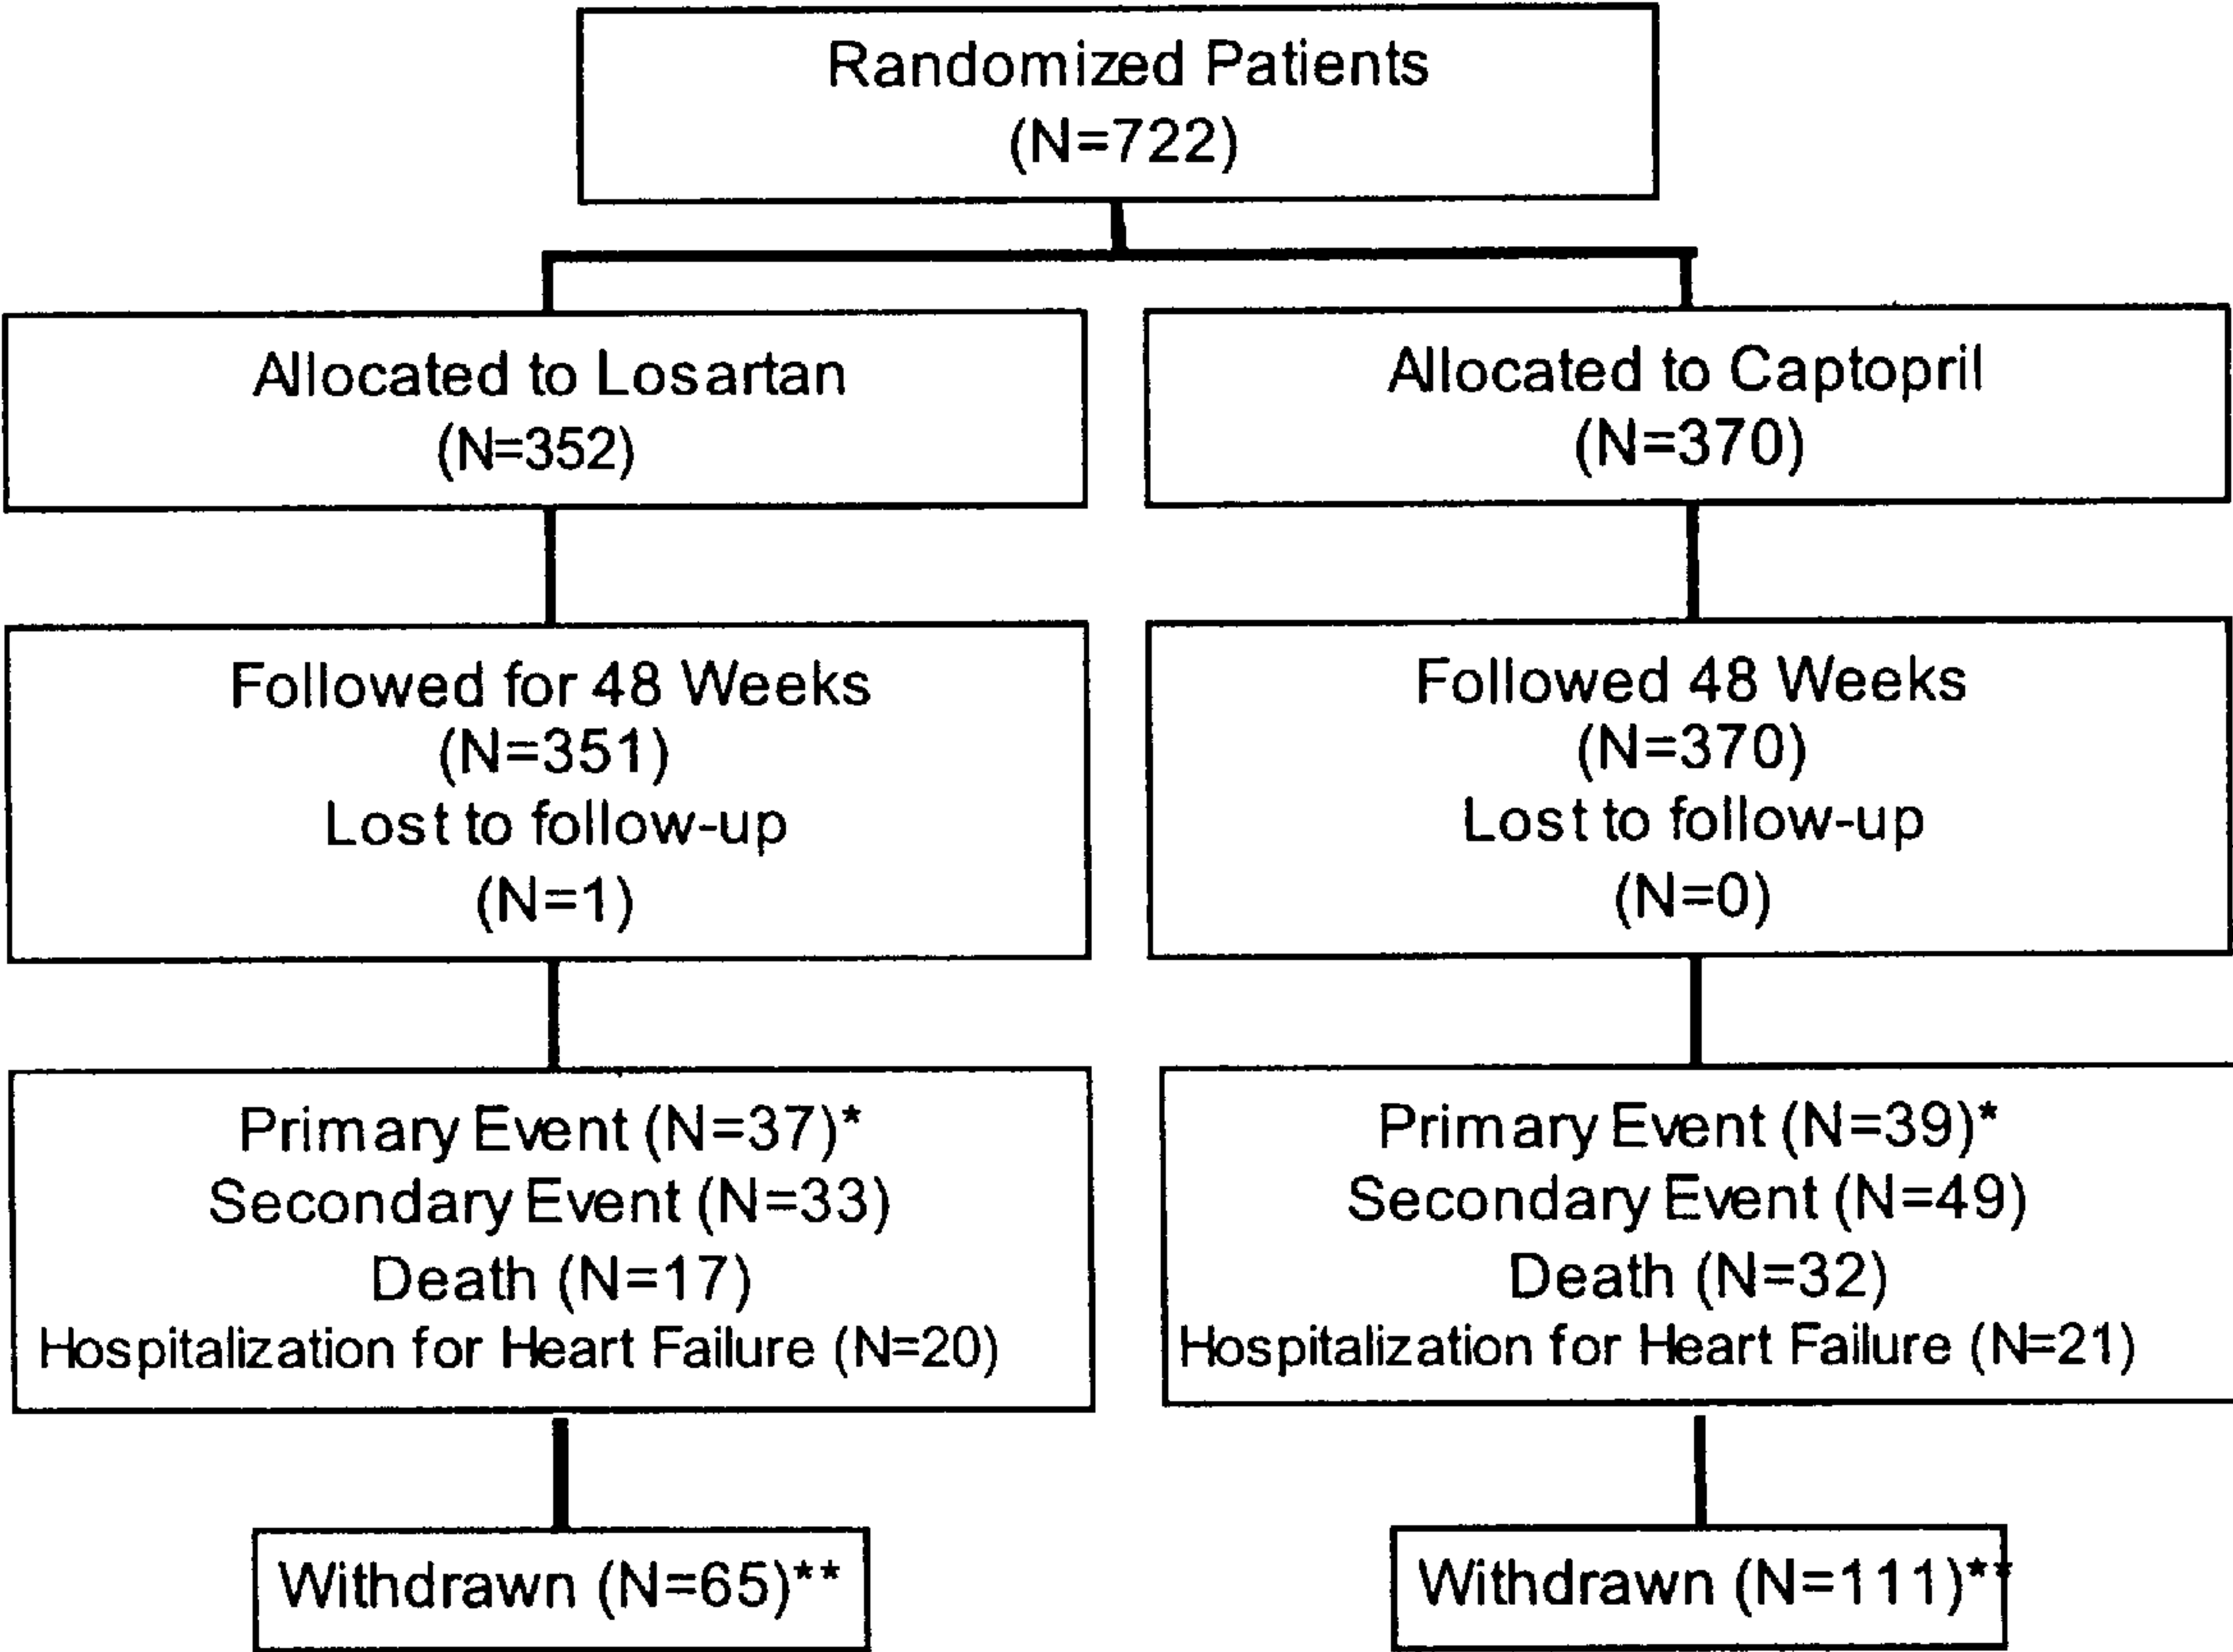 Randomized Patients
(N=722)
Allocated to Losartan
(N=352)
Allocated to Captopril
(N=370)
Followed for 48 Weeks
(N=351)
Lost to follow-up
(N=1)
Followed 48 Weeks
(N=370)
Lost to follow-up
(N=0)
Primary Event (N=37)*
Secondary Event (N=33)
Death (N=17)
Hospitalization for Heart Failure (N=20)
Primary Event (N=39)*
Secondary Event (N=49)
Death (N=32)
Hospitalization for Heart Failure (N=21)
Withdrawn (N=65)**
Withdrawn (N=111)**